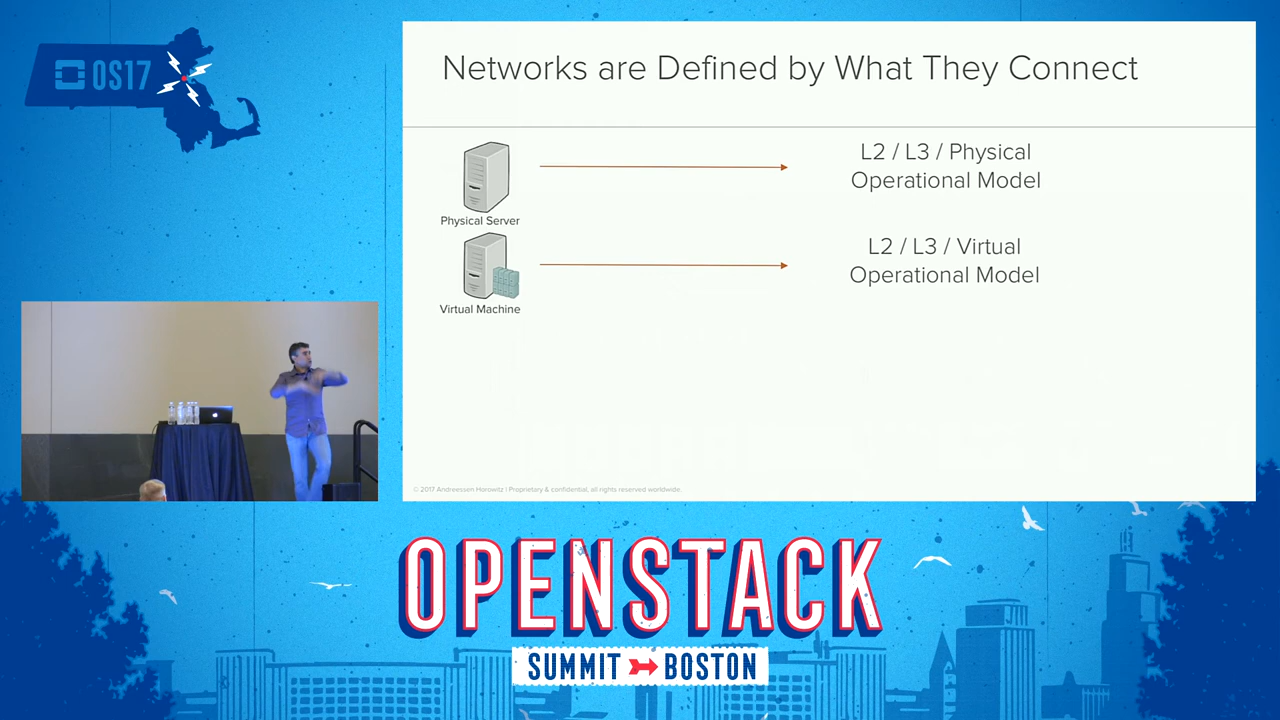 OS17
Networks are Defined by What They Connect
L2 / L3 / Physical
Operational Model
Physical Server
L2 / L3 / Virtual
Operational Model
Virtual Machine
© 2017 Andreessen Horowitz | Proprietary & confidential, all rights reserved worldwide.
OPENSTACK
SUMMIT BOSTON